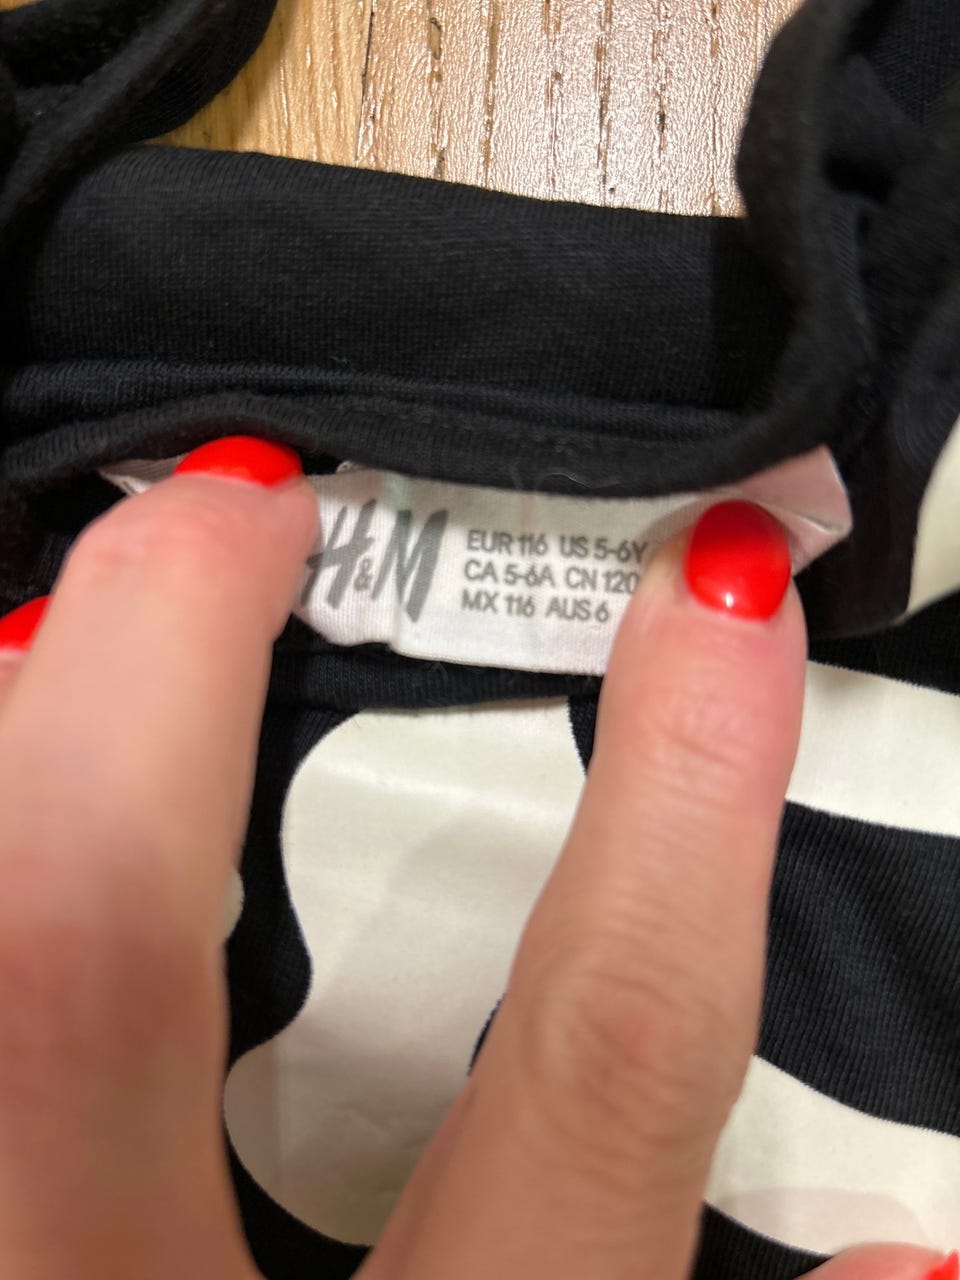 H&M
EUR 116 US 5-6Y
CA 5-6A CN 120
MX 116 AUS 6